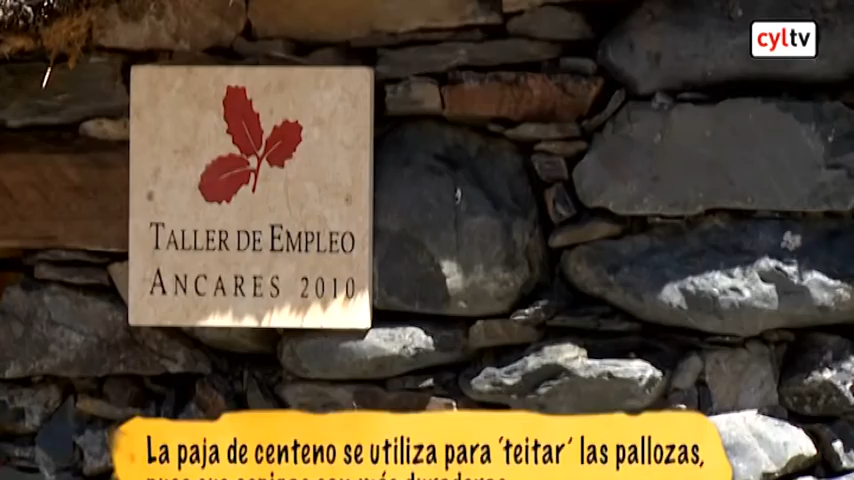 cyltv
TALLER DE EMPLEO
ANCARES 2010
La paja de centeno se utiliza para ´teitar´ las pallozas,